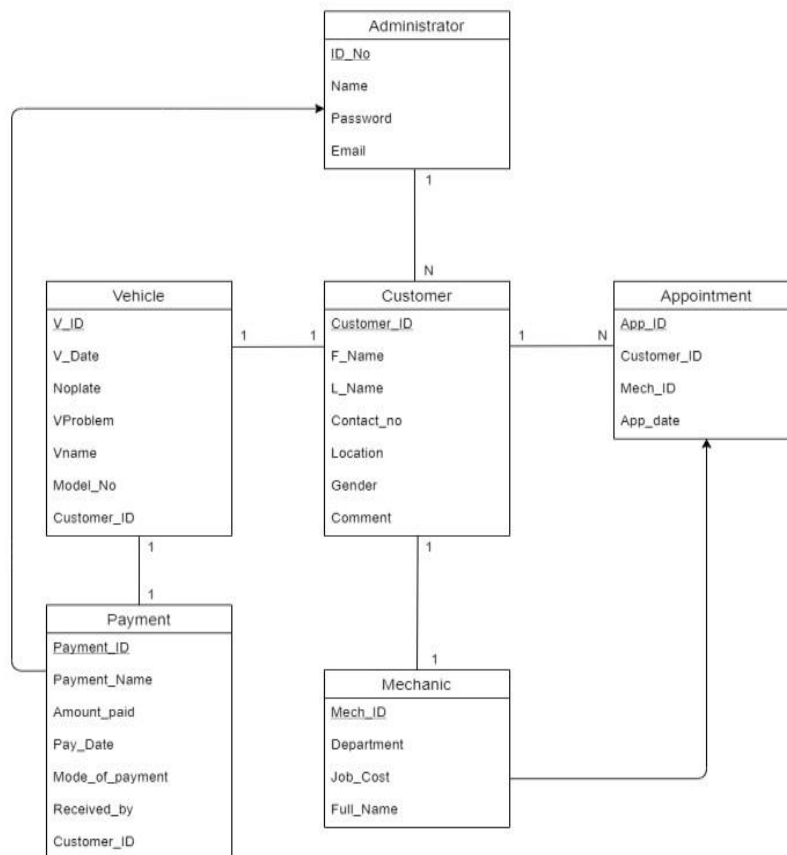 Administrator
ID_No
Name
Password
Email
1
N
Vehicle
V_ID
V_Date
Noplate
VProblem
Vname
Model_No
Customer_ID
1
1
Customer
Customer_ID
F_Name
L_Name
Contact_no
Location
Gender
Comment
1
N
Appointment
App_ID
Customer_ID
Mech_ID
App_date
1
1
Payment
Payment_ID
Payment_Name
Amount_paid
Pay_Date
Mode_of_payment
Received_by
Customer_ID
1
1
Mechanic
Mech_ID
Department
Job_Cost
Full_Name